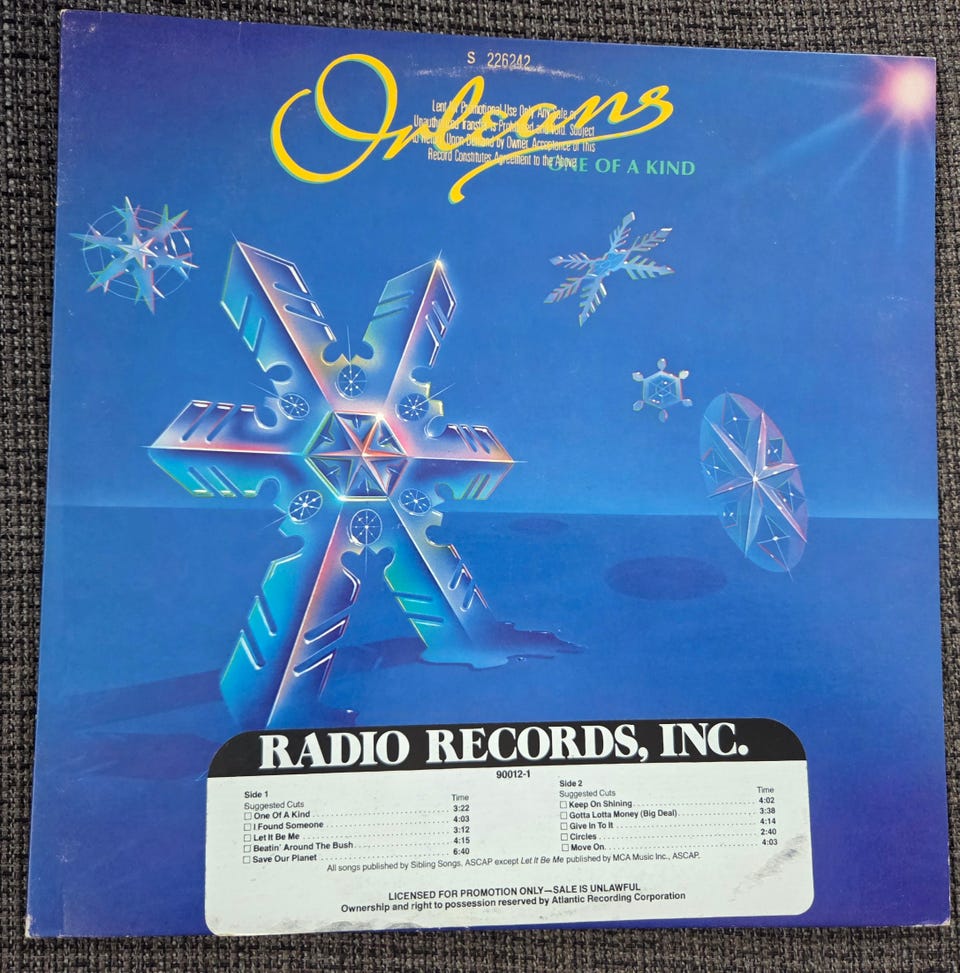 S 226242
Orleans
Lent for Promotional Use Only Any Sale or
Unauthorized Transfer is Prohibited and Void. Subject
to Return Upon Demand by Owner. Acceptance of This
Record Constitutes Agreement to the Above
ONE OF A KIND
RADIO RECORDS, INC.
90012-1
Side 1
Suggested Cuts Time
One Of A Kind 3:22
I Found Someone 4:03
Let It Be Me 3:12
Beatin' Around The Bush 4:15
Save Our Planet 6:40
Side 2
Suggested Cuts Time
Keep On Shining 4:02
Gotta Lotta Money (Big Deal) 3:38
Give In To It 4:14
Circles 2:40
Move On 4:03
All songs published by Sibling Songs, ASCAP except Let It Be Me published by MCA Music Inc., ASCAP.
LICENSED FOR PROMOTION ONLY—SALE IS UNLAWFUL
Ownership and right to possession reserved by Atlantic Recording Corporation